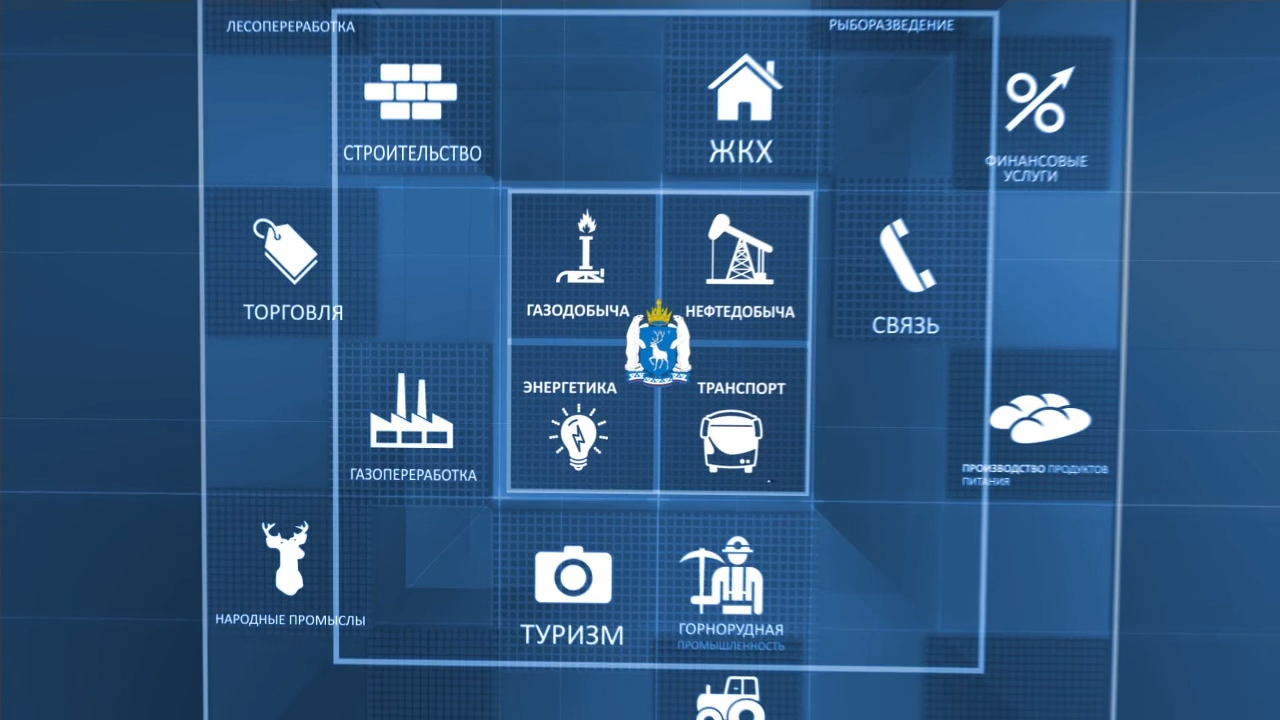 ЛЕСОПЕРЕРАБОТКА
РЫБОРАЗВЕДЕНИЕ
СТРОИТЕЛЬСТВО
ЖКХ
ФИНАНСОВЫЕ
УСЛУГИ
ТОРГОВЛЯ
ГАЗОДОБЫЧА
НЕФТЕДОБЫЧА
СВЯЗЬ
ЭНЕРГЕТИКА
ТРАНСПОРТ
ГАЗОПЕРЕРАБОТКА
ПРОИЗВОДСТВО ПРОДУКТОВ
ПИТАНИЯ
НАРОДНЫЕ ПРОМЫСЛЫ
ТУРИЗМ
ГОРНОРУДНАЯ
ПРОМЫШЛЕННОСТЬ